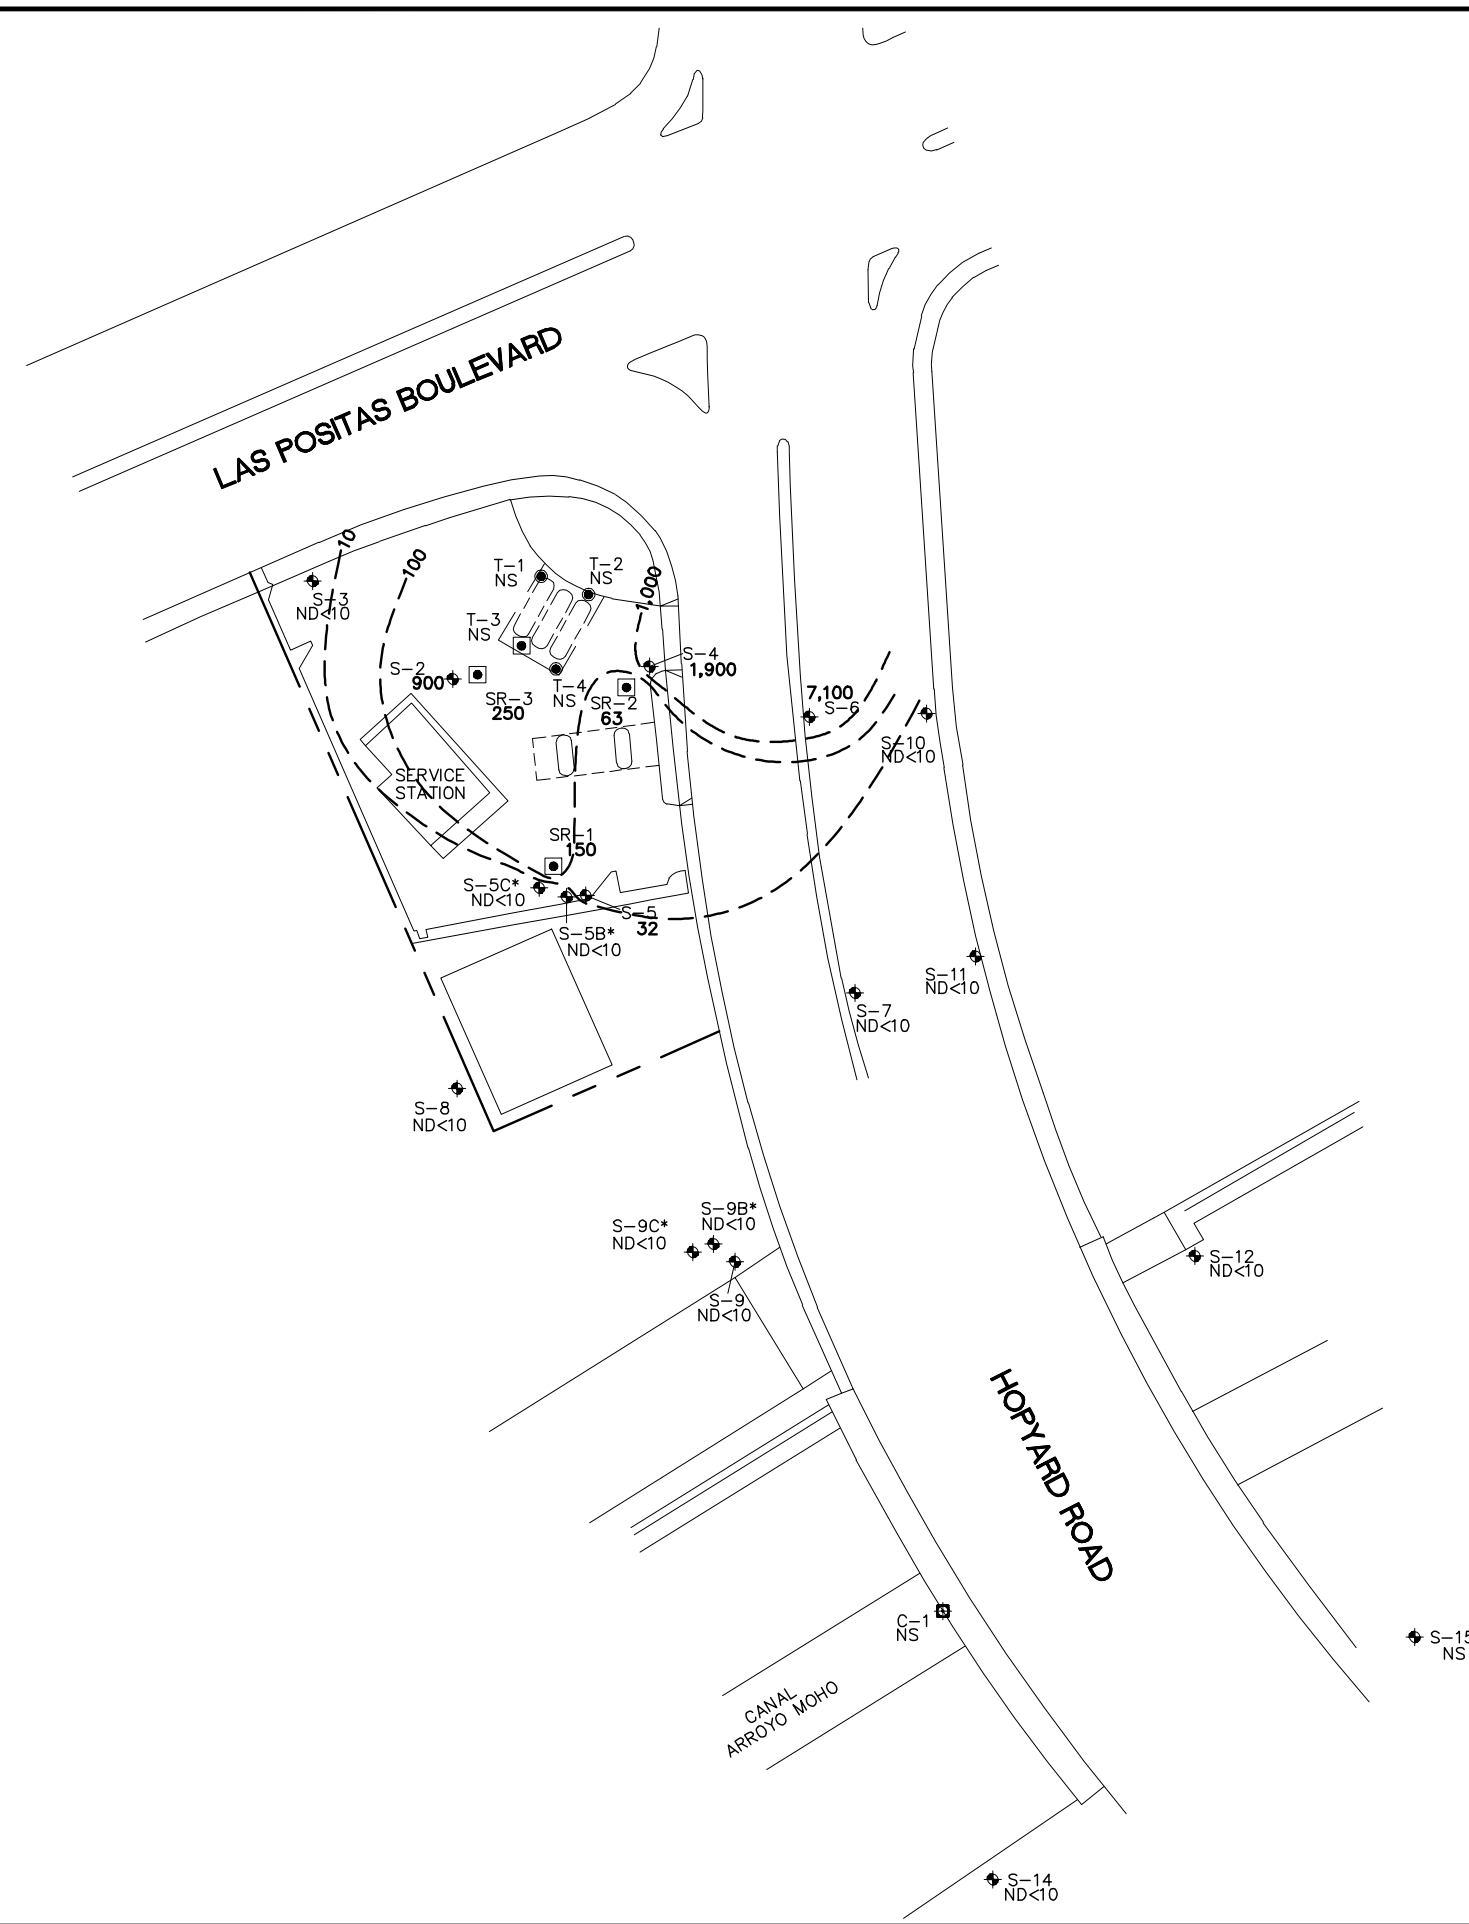 LAS POSITAS BOULEVARD
10
100
1,000
T-1
NS
T-2
NS
S-3
ND<10
T-3
NS
S-4
1,900
S-2
900
T-4
NS
SR-3
250
SR-2
63
7,100
S-6
S-10
ND<10
SERVICE
STATION
SR-1
150
S-5C*
ND<10
S-5
32
S-5B*
ND<10
S-11
ND<10
S-7
ND<10
S-8
ND<10
S-9B*
ND<10
S-9C*
ND<10
S-12
ND<10
S-9
ND<10
HOPYARD ROAD
C-1
NS
S-15
NS
CANAL
ARROYO MOHO
S-14
ND<10